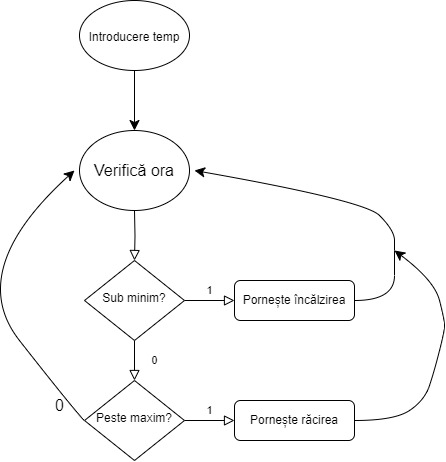 Introducere temp
Verifică ora
Sub minim?
1
Pornește încălzirea
0
Peste maxim?
0
1
Pornește răcirea